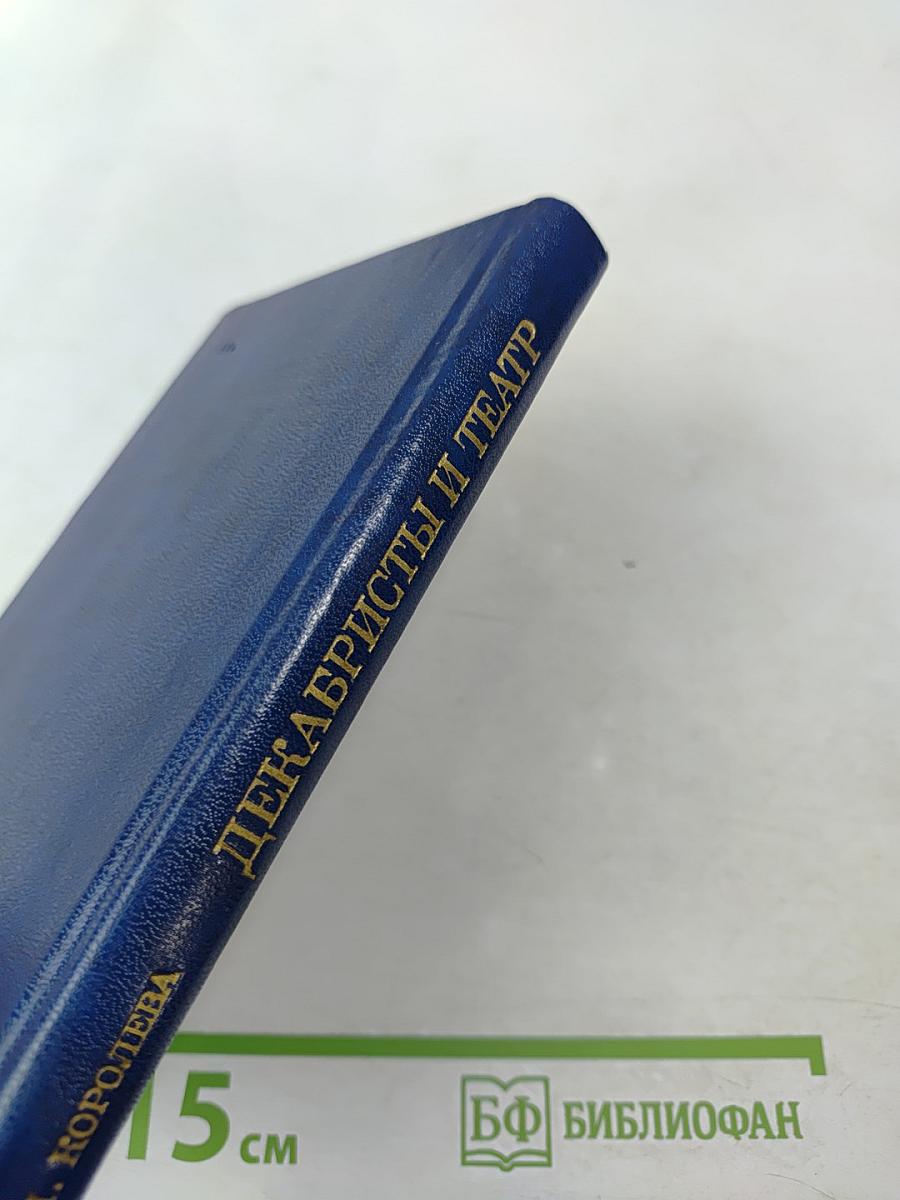 ДЕКАБРИСТЫ И ТЕАТР
КОРОЛЕВА
15 см
БФ БИБЛИОФАН